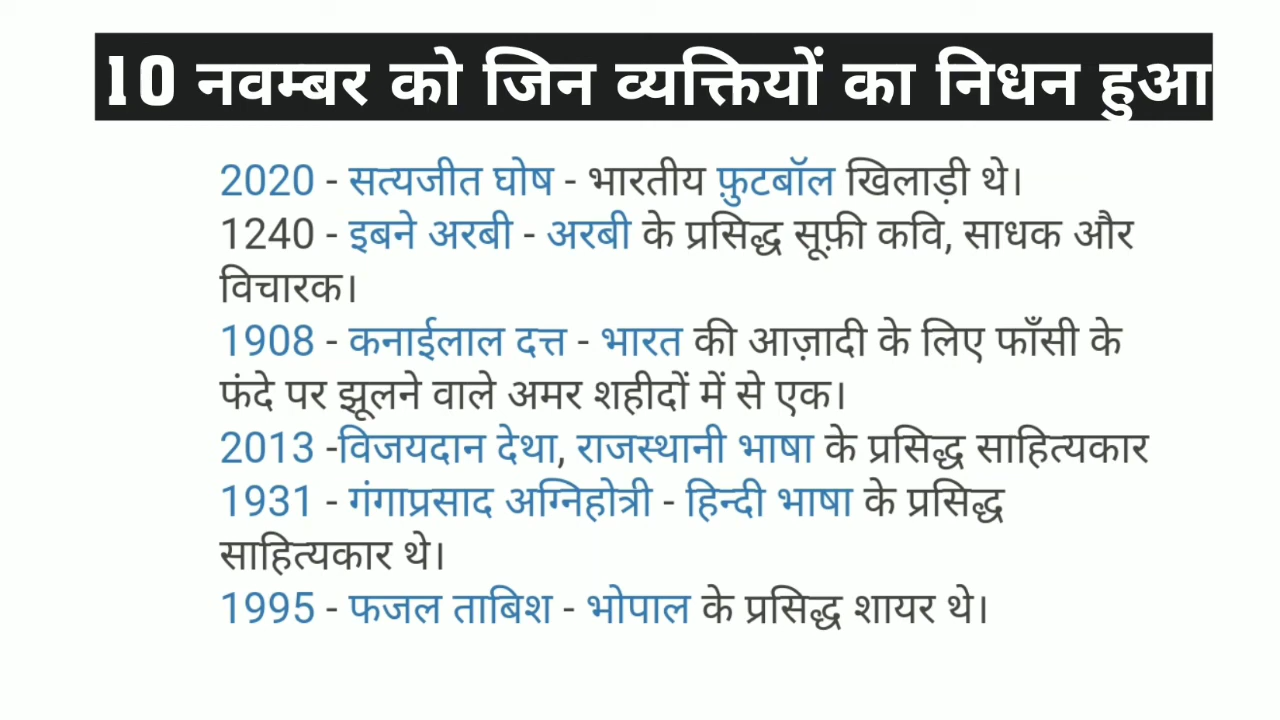 10 नवम्बर को जिन व्यक्तियों का निधन हुआ
2020 - सत्यजीत घोष - भारतीय फ़ुटबॉल खिलाड़ी थे।
1240 - इबने अरबी - अरबी के प्रसिद्ध सूफ़ी कवि, साधक और
विचारक।
1908 - कनाईलाल दत्त - भारत की आज़ादी के लिए फाँसी के
फंदे पर झूलने वाले अमर शहीदों में से एक।
2013 -विजयदान देथा, राजस्थानी भाषा के प्रसिद्ध साहित्यकार
1931 - गंगाप्रसाद अग्निहोत्री - हिन्दी भाषा के प्रसिद्ध
साहित्यकार थे।
1995 - फजल ताबिश - भोपाल के प्रसिद्ध शायर थे।